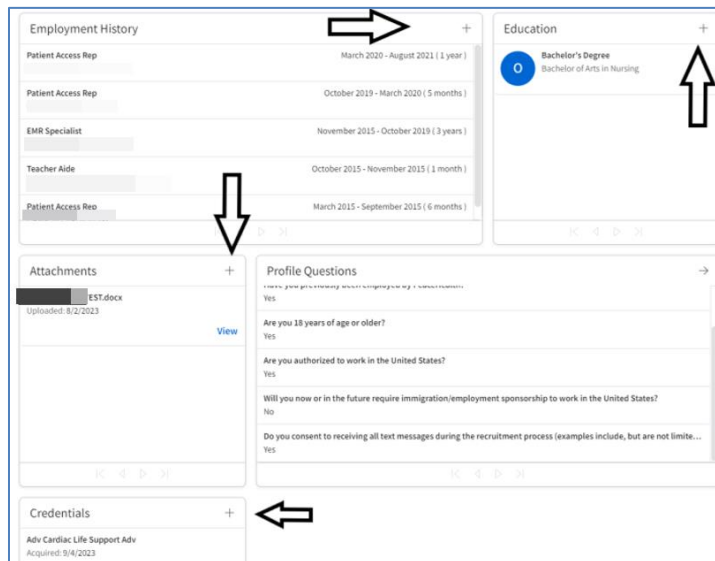 Employment History +
Patient Access Rep March 2020 - August 2021 ( 1 year )
Patient Access Rep October 2019 - March 2020 ( 5 months )
EMR Specialist November 2015 - October 2019 ( 3 years )
Teacher Aide October 2015 - November 2015 ( 1 month )
Patient Access Rep March 2015 - September 2015 ( 6 months )
Education +
O
Bachelor's Degree
Bachelor of Arts in Nursing
Attachments +
EST.docx
Uploaded: 8/2/2023
View
Profile Questions →
Have you previously been employed by
Yes
Are you 18 years of age or older?
Yes
Are you authorized to work in the United States?
Yes
Will you now or in the future require immigration/employment sponsorship to work in the United States?
No
Do you consent to receiving all text messages during the recruitment process (examples include, but are not limite...
Yes
Credentials +
Adv Cardiac Life Support Adv
Acquired: 9/4/2023